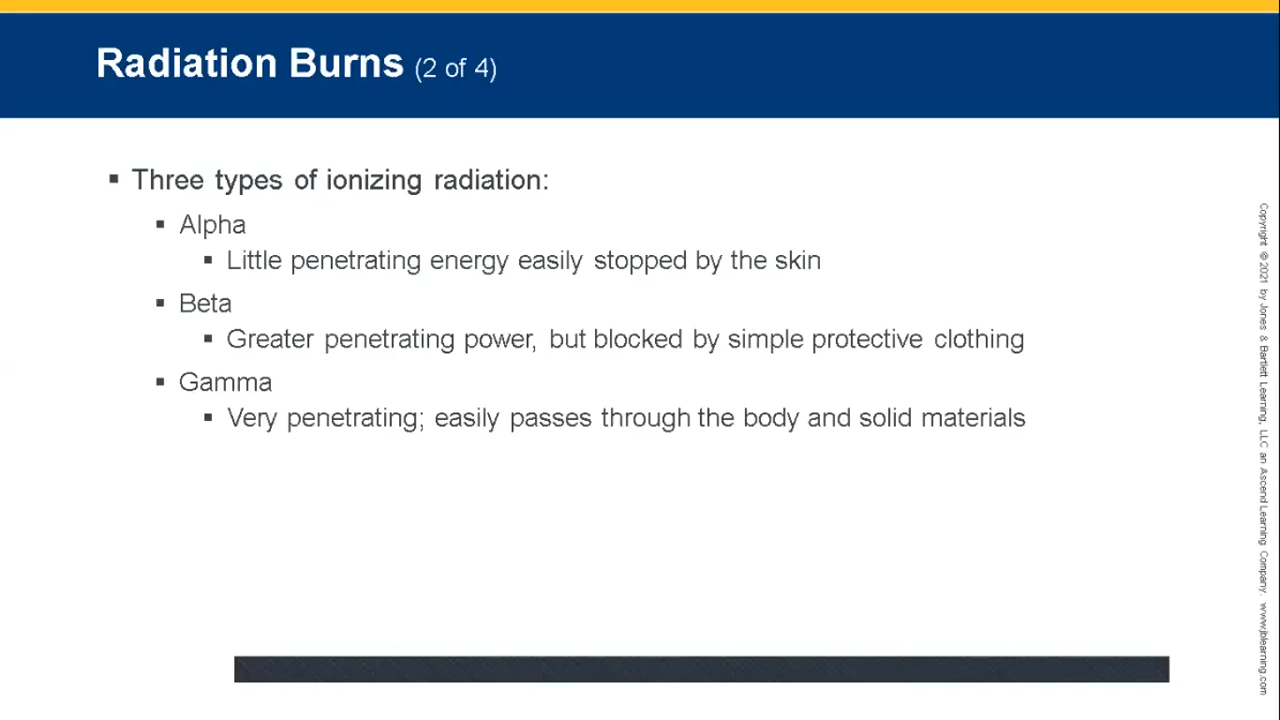 Radiation Burns (2 of 4)
▪ Three types of ionizing radiation:
▪ Alpha
▪ Little penetrating energy easily stopped by the skin
▪ Beta
▪ Greater penetrating power, but blocked by simple protective clothing
▪ Gamma
▪ Very penetrating; easily passes through the body and solid materials
Copyright © 2021 by Jones & Bartlett Learning, LLC an Ascend Learning Company. www.jblearning.com